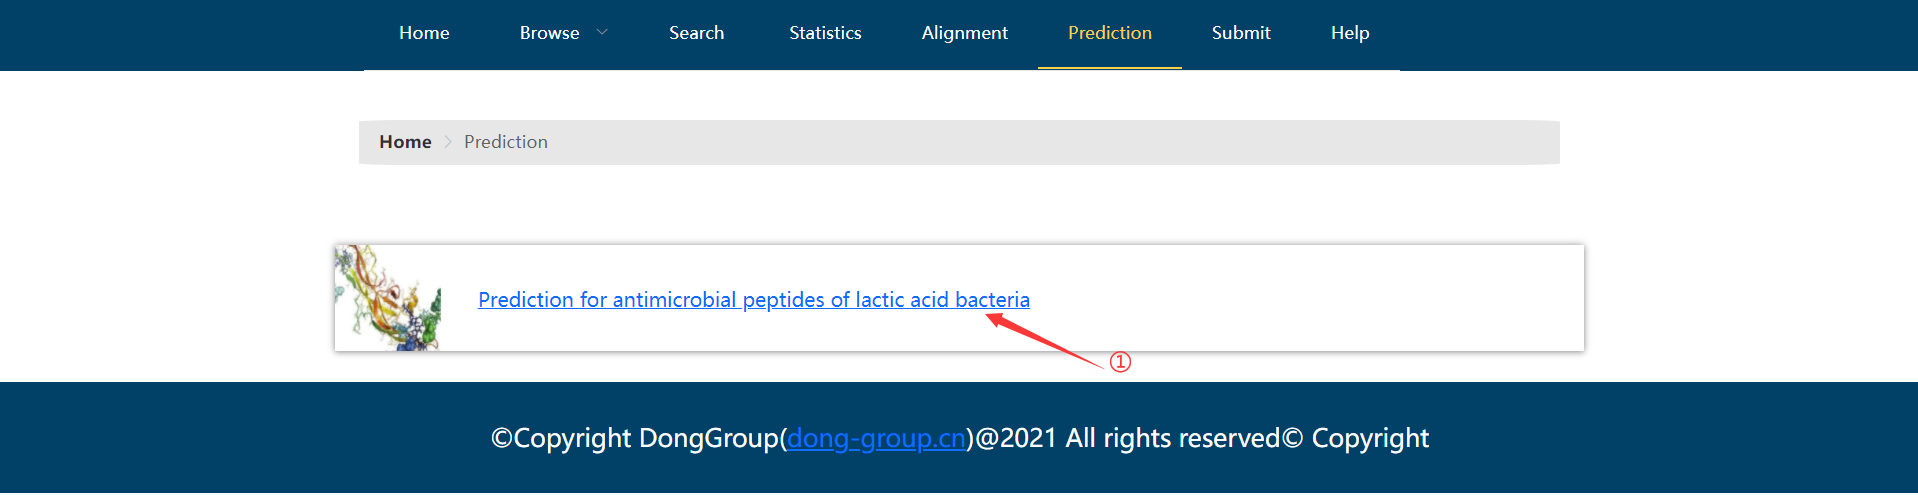 Home Browse Search Statistics Alignment Prediction Submit Help
Home > Prediction
Prediction for antimicrobial peptides of lactic acid bacteria
①
©Copyright DongGroup(dong-group.cn)@2021 All rights reserved© Copyright